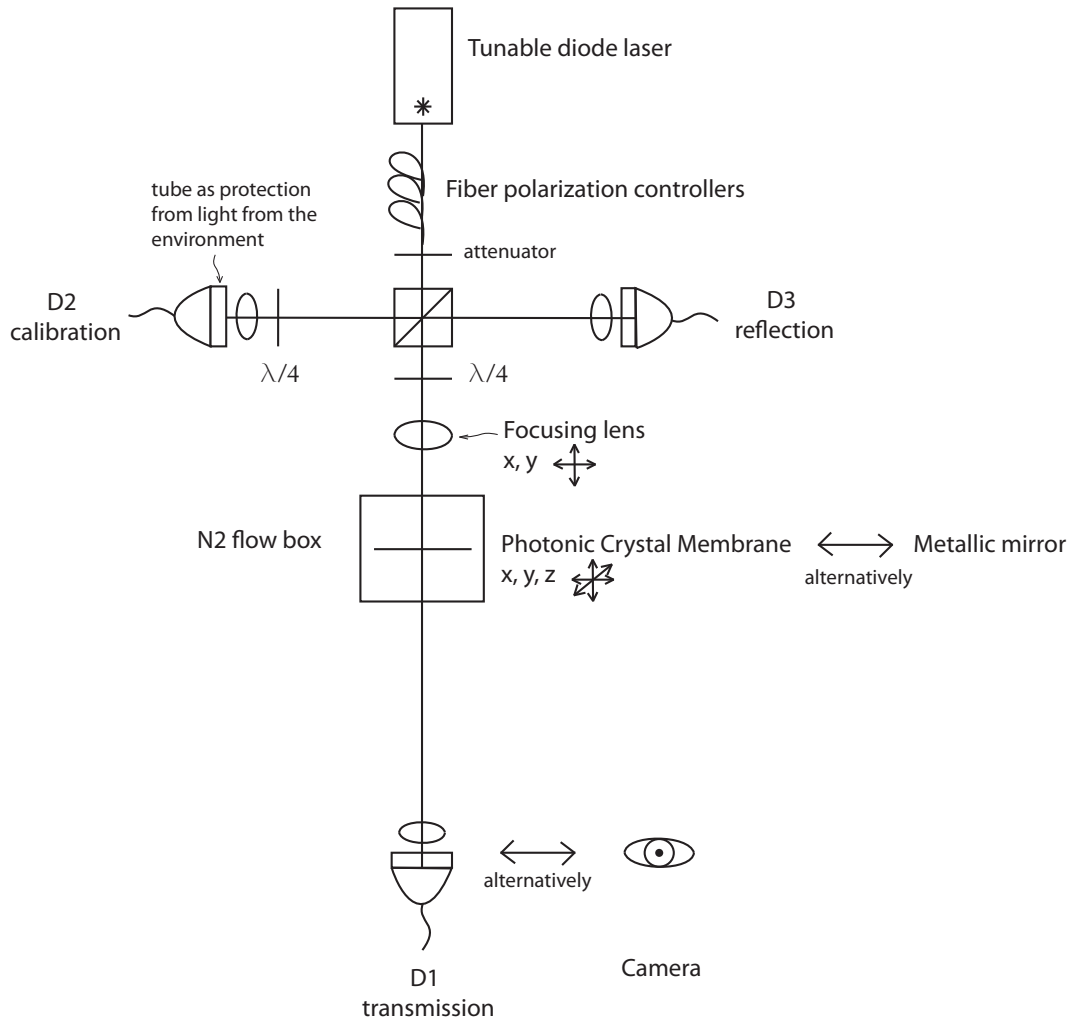 Tunable diode laser
Fiber polarization controllers
tube as protection
from light from the
environment
attenuator
D2
calibration
D3
reflection
λ/4
λ/4
Focusing lens
x, y
N2 flow box
Photonic Crystal Membrane
x, y, z
Metallic mirror
alternatively
alternatively
Camera
D1
transmission